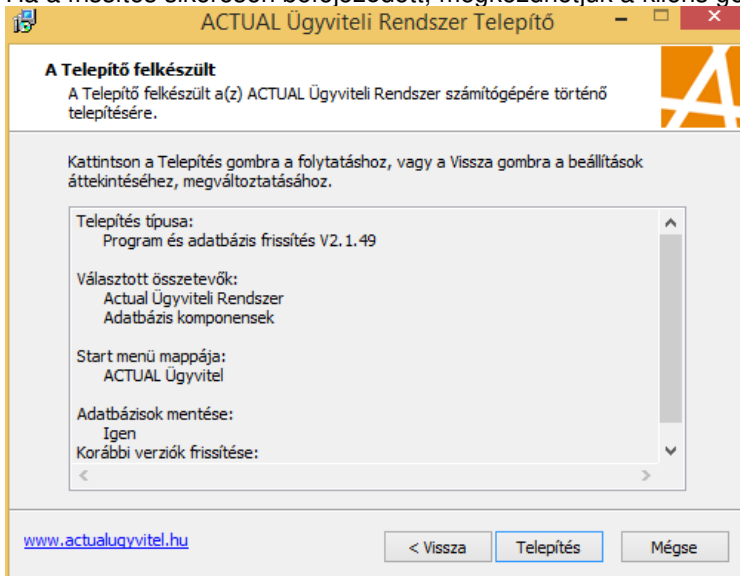 ACTUAL Ügyviteli Rendszer Telepítő
A Telepítő felkészült
A Telepítő felkészült a(z) ACTUAL Ügyviteli Rendszer számítógépére történő
telepítésére.
Kattintson a Telepítés gombra a folytatáshoz, vagy a Vissza gombra a beállítások
áttekintéséhez, megváltoztatásához.
Telepítés típusa:
Program és adatbázis frissítés V2.1.49
Választott összetevők:
Actual Ügyviteli Rendszer
Adatbázis komponensek
Start menü mappája:
ACTUAL Ügyvitel
Adatbázisok mentése:
Igen
Korábbi verziók frissítése:
www.actualugyvitel.hu
< Vissza
Telepítés
Mégse